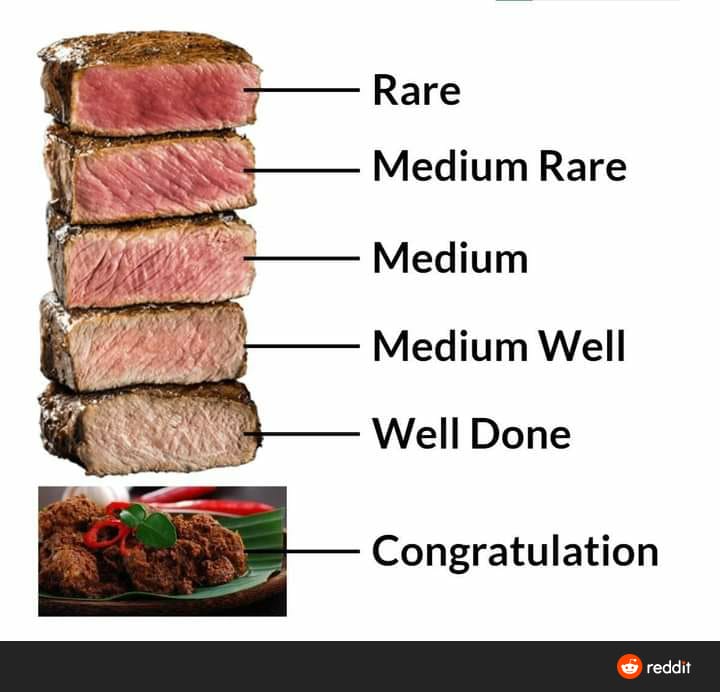 Rare
Medium Rare
Medium
Medium Well
Well Done
Congratulation
reddit